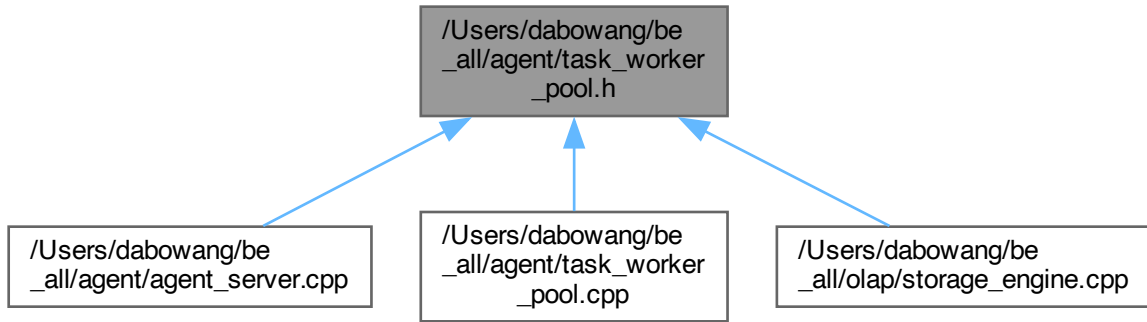 /Users/dabowang/be
_all/agent/task_worker
_pool.h
/Users/dabowang/be
_all/agent/agent_server.cpp
/Users/dabowang/be
_all/agent/task_worker
_pool.cpp
/Users/dabowang/be
_all/olap/storage_engine.cpp